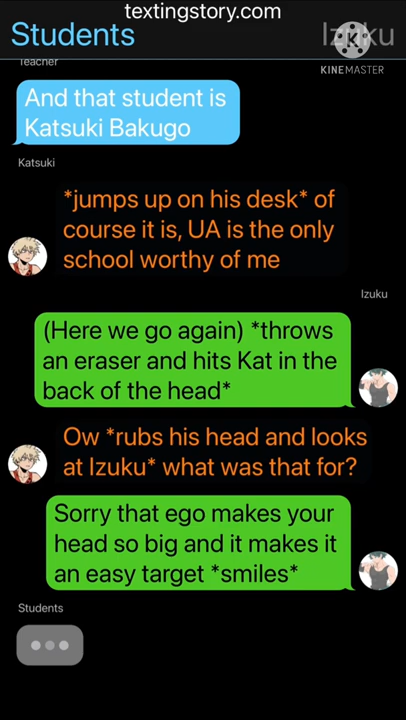 textingstory.com
Students
Izuku
KINEMASTER
Teacher
And that student is
Katsuki Bakugo
Katsuki
*jumps up on his desk* of
course it is, UA is the only
school worthy of me
Izuku
(Here we go again) *throws
an eraser and hits Kat in the
back of the head*
Ow *rubs his head and looks
at Izuku* what was that for?
Sorry that ego makes your
head so big and it makes it
an easy target *smiles*
Students